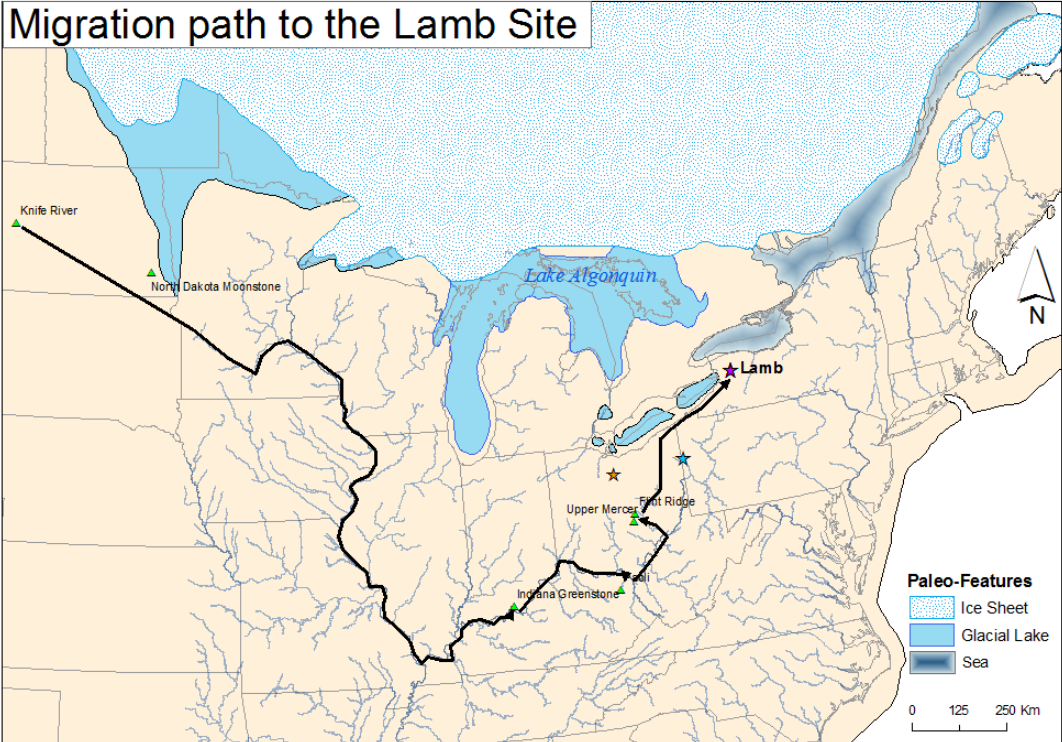 Migration path to the Lamb Site
Knife River
North Dakota Moonstone
Lake Algonquin
N
Lamb
Flint Ridge
Upper Mercer
Indiana Greenstone
Paleo-Features
Ice Sheet
Glacial Lake
Sea
0 125 250 Km